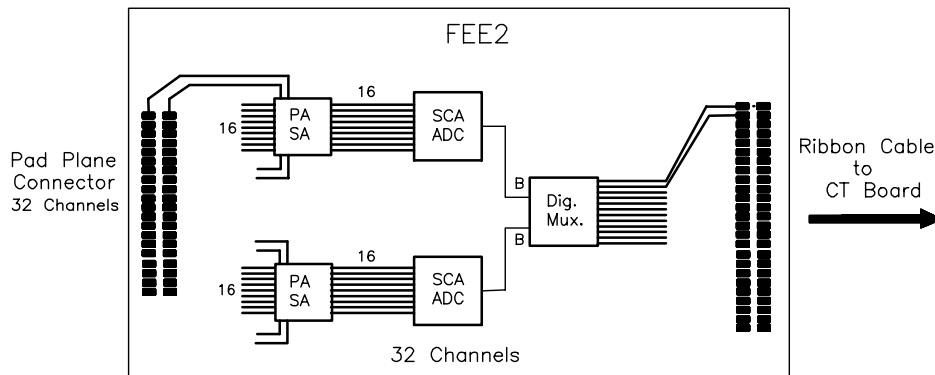 FEE2
16
PA
SA
16
SCA
ADC
Pad Plane
Connector
32 Channels
B
Dig.
Mux.
B
Ribbon Cable
to
CT Board
16
PA
SA
16
SCA
ADC
32 Channels